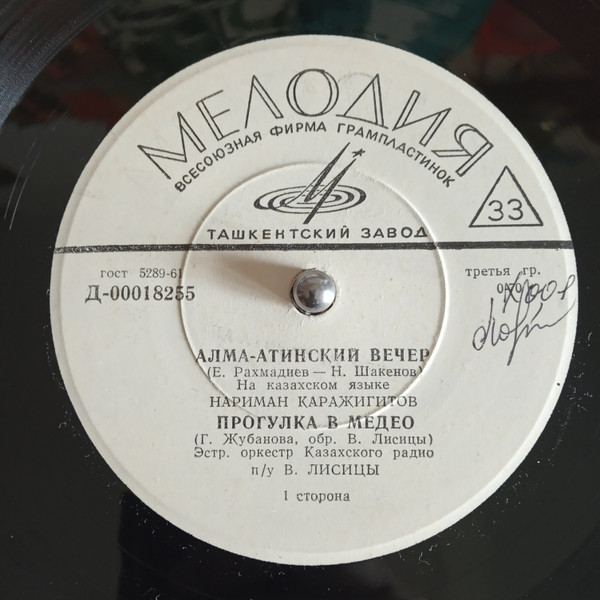 МЕЛОДИЯ
ВСЕСОЮЗНАЯ ФИРМА ГРАМПЛАСТИНОК
ТАШКЕНТСКИЙ ЗАВОД
33
гост 5289-61
Д-00018255
третья гр.
АЛМА-АТИНСКИЙ ВЕЧЕР
(Е. Рахмадиев — Н. Шакенов)
На казахском языке
НАРИМАН КАРАЖИГИТОВ
ПРОГУЛКА В МЕДЕО
(Г. Жубанова, обр. В. Лисицы)
Эстр. оркестр Казахского радио
п/у В. ЛИСИЦЫ
1 сторона